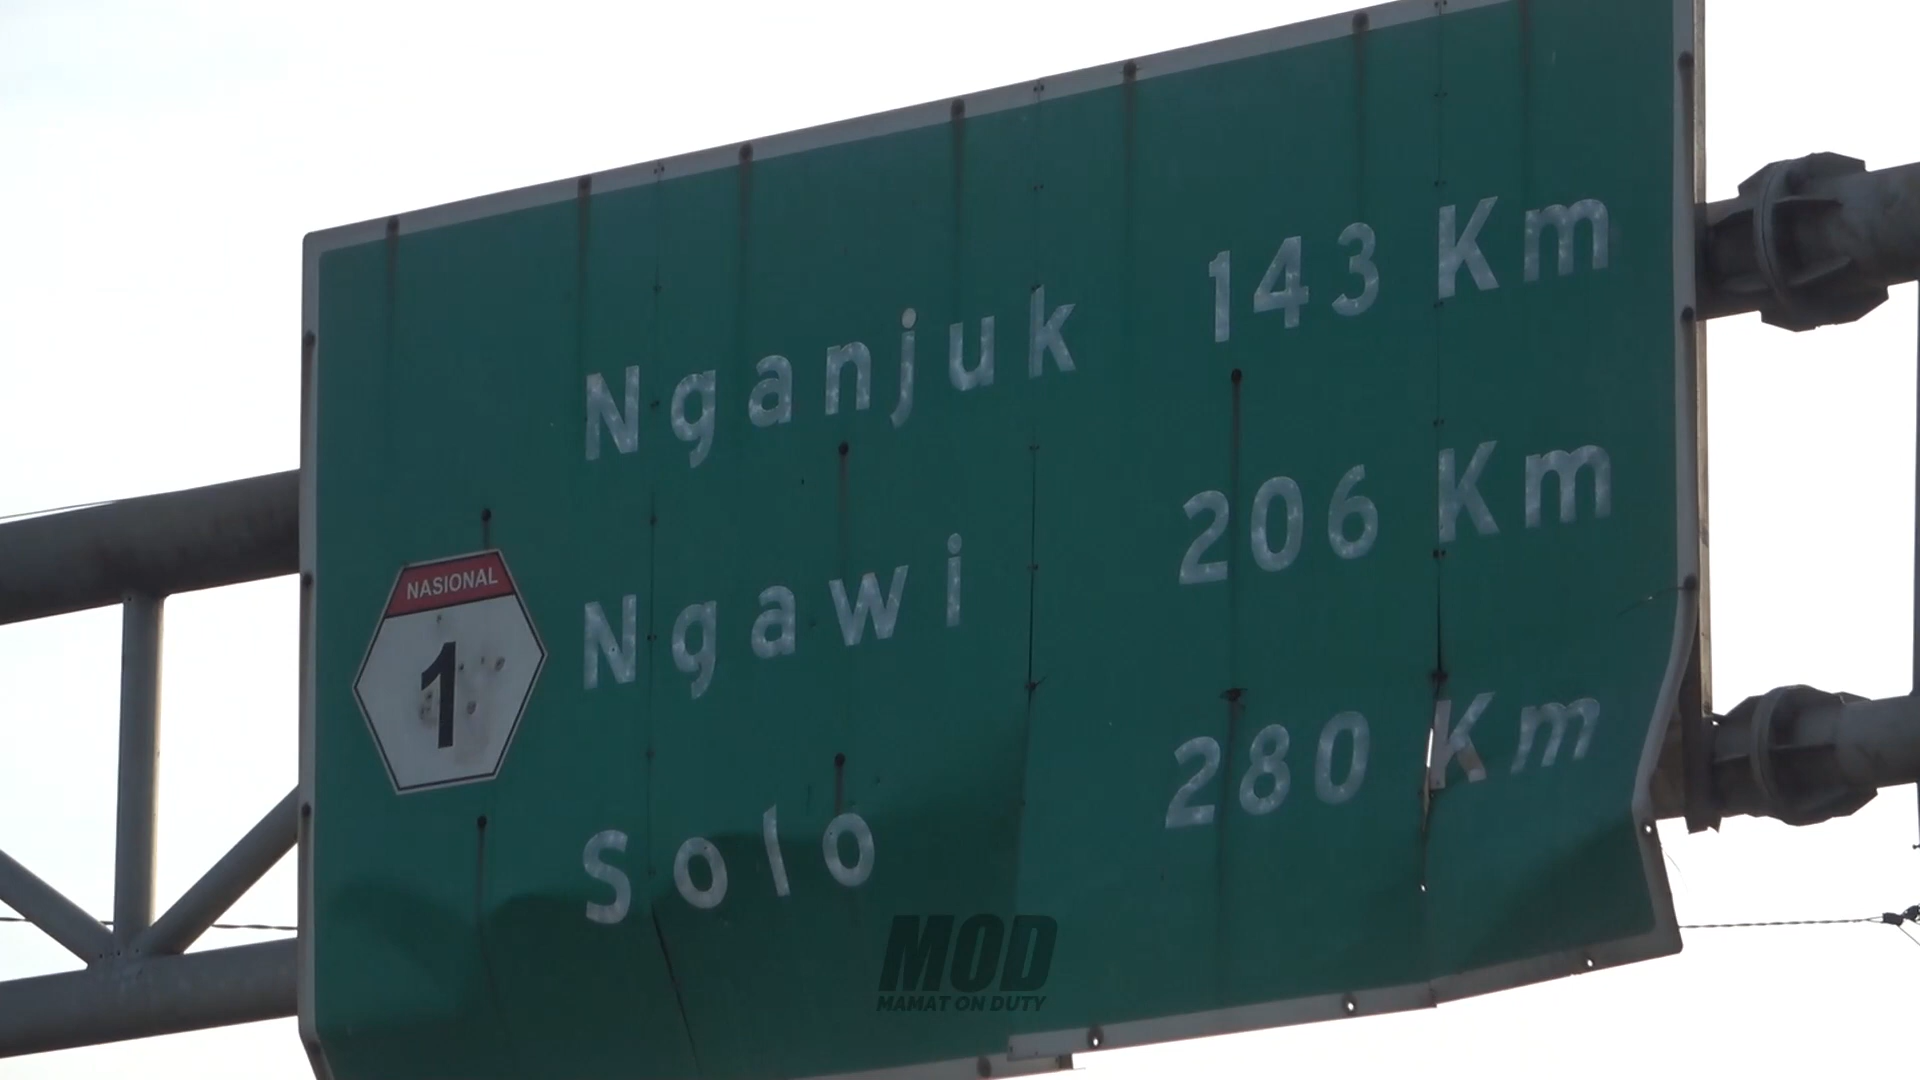 Nganjuk 143 Km
NASIONAL
1
Ngawi 206 Km
Solo 280 Km
MOD
MAMAT ON DUTY